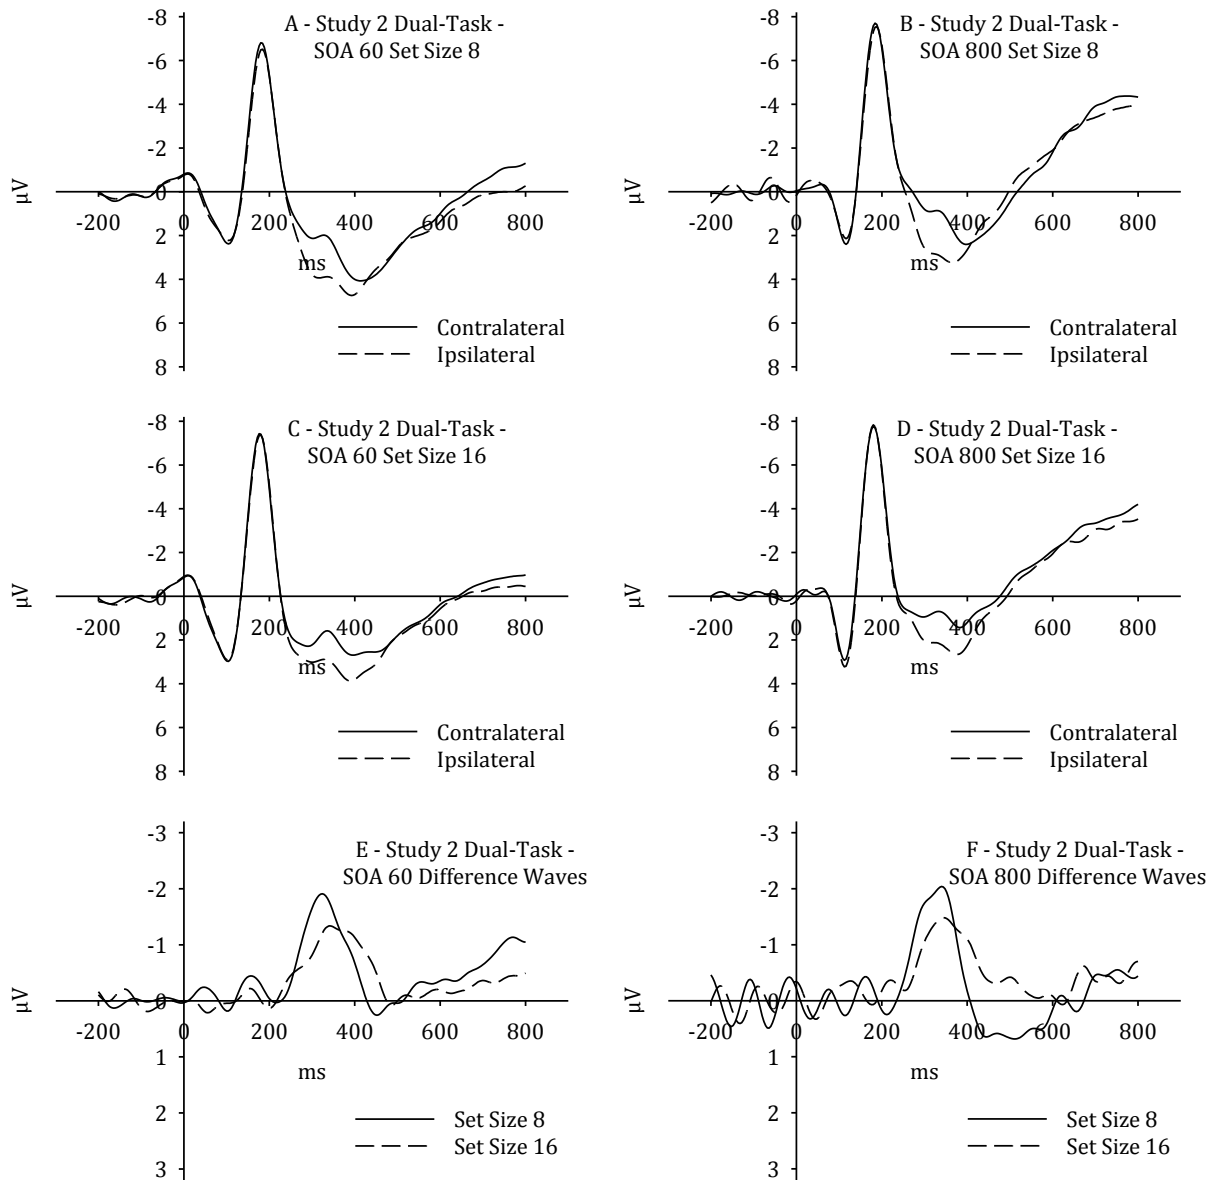 A - Study 2 Dual-Task -
SOA 60 Set Size 8
-8
-6
-4
-2
0
2
4
6
8
μV
-200
0
200
400
600
800
ms
Contralateral
Ipsilateral
B - Study 2 Dual-Task -
SOA 800 Set Size 8
-8
-6
-4
-2
0
2
4
6
8
μV
-200
0
200
400
600
800
ms
Contralateral
Ipsilateral
C - Study 2 Dual-Task -
SOA 60 Set Size 16
-8
-6
-4
-2
0
2
4
6
8
μV
-200
0
200
400
600
800
ms
Contralateral
Ipsilateral
D - Study 2 Dual-Task -
SOA 800 Set Size 16
-8
-6
-4
-2
0
2
4
6
8
μV
-200
0
200
400
600
800
ms
Contralateral
Ipsilateral
E - Study 2 Dual-Task -
SOA 60 Difference Waves
-3
-2
-1
0
1
2
3
μV
-200
0
200
400
600
800
ms
Set Size 8
Set Size 16
F - Study 2 Dual-Task -
SOA 800 Difference Waves
-3
-2
-1
0
1
2
3
μV
-200
0
200
400
600
800
ms
Set Size 8
Set Size 16